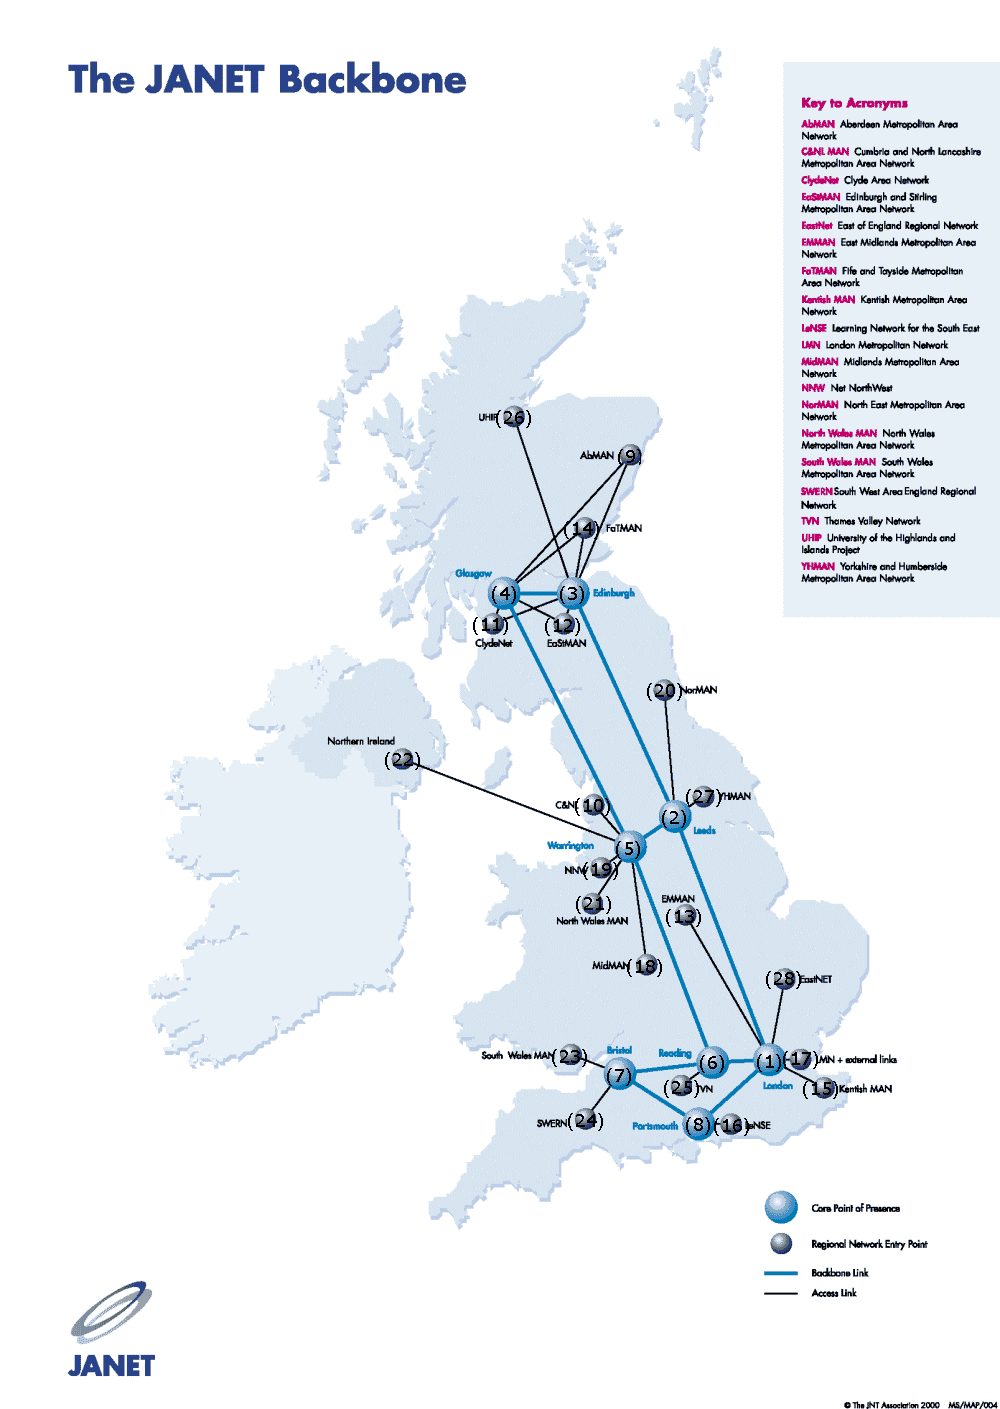 The JANET Backbone
Key to Acronyms
AbMAN Aberdeen Metropolitan Area
Network
C&NL MAN Cumbria and North Lancashire
Metropolitan Area Network
ClydeNet Clyde Area Network
EaStMAN Edinburgh and Stirling
Metropolitan Area Network
EastNet East of England Regional Network
EMMAN East Midlands Metropolitan Area
Network
FaTMAN Fife and Tayside Metropolitan
Area Network
Kentish MAN Kentish Metropolitan Area
Network
LeNSE Learning Network for the South East
LMN London Metropolitan Network
MidMAN Midlands Metropolitan Area
Network
NNW Net NorthWest
NorMAN North East Metropolitan Area
Network
North Wales MAN North Wales
Metropolitan Area Network
South Wales MAN South Wales
Metropolitan Area Network
SWERN South West Area England Regional
Network
TVN Thames Valley Network
UHIP University of the Highlands and
Islands Project
YHMAN Yorkshire and Humberside
Metropolitan Area Network
UHIP (26)
AbMAN (9)
(14) FaTMAN
Glasgow
(4)
(3) Edinburgh
(11)
ClydeNet
(12)
EaStMAN
(20) NorMAN
Northern Ireland
(22)
C&NL (10)
(27) YHMAN
(2)
Leeds
Warrington (5)
NNW (19)
(21)
North Wales MAN
EMMAN
(13)
MidMAN (18)
(28) EastNET
South Wales MAN (23)
Bristol
(7)
Reading (6)
(1)
London
(17) LMN + external links
(25) TVN
(15) Kentish MAN
SWERN (24)
Portsmouth (8)
(16) LeNSE
Core Point of Presence
Regional Network Entry Point
Backbone Link
Access Link
JANET
© The JNT Association 2000 MS/MAP/004